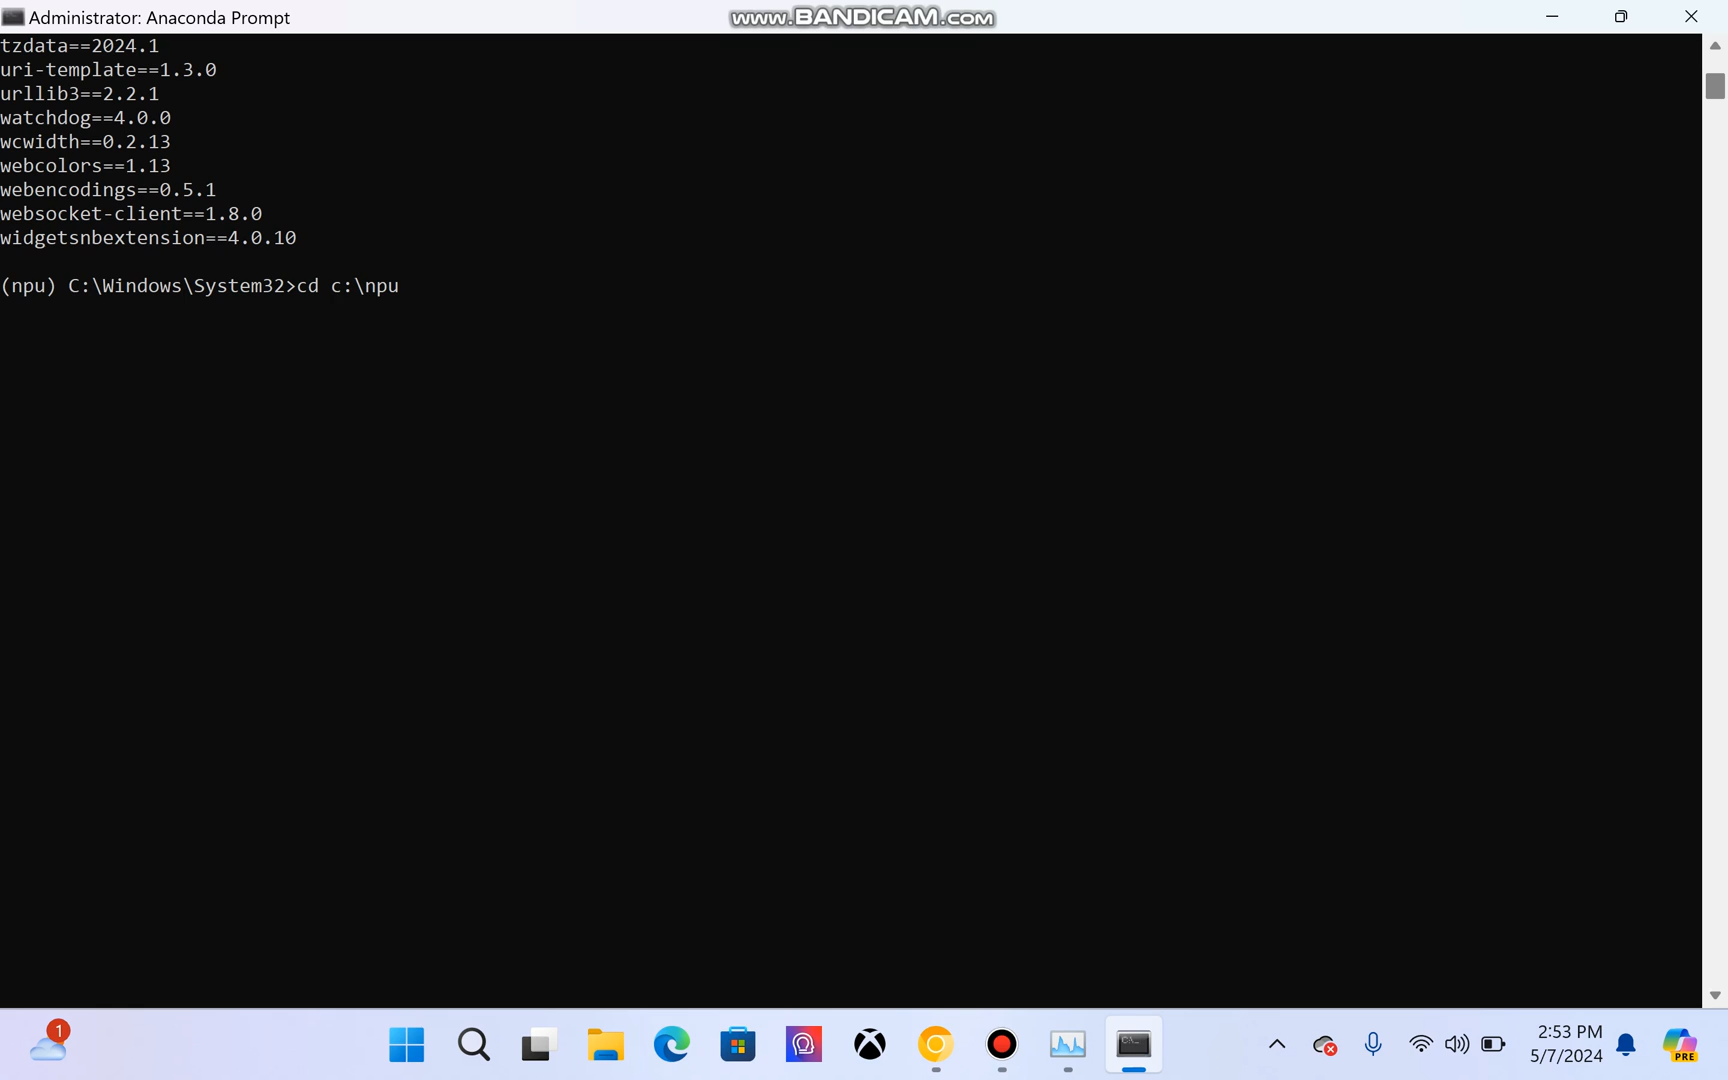 Administrator: Anaconda Prompt
www.BANDICAM.com
tzdata==2024.1
uri-template==1.3.0
urllib3==2.2.1
watchdog==4.0.0
wcwidth==0.2.13
webcolors==1.13
webencodings==0.5.1
websocket-client==1.8.0
widgetsnbextension==4.0.10
(npu) C:\Windows\System32>cd c:\npu
1
C:\_
2:53 PM
5/7/2024
PRE